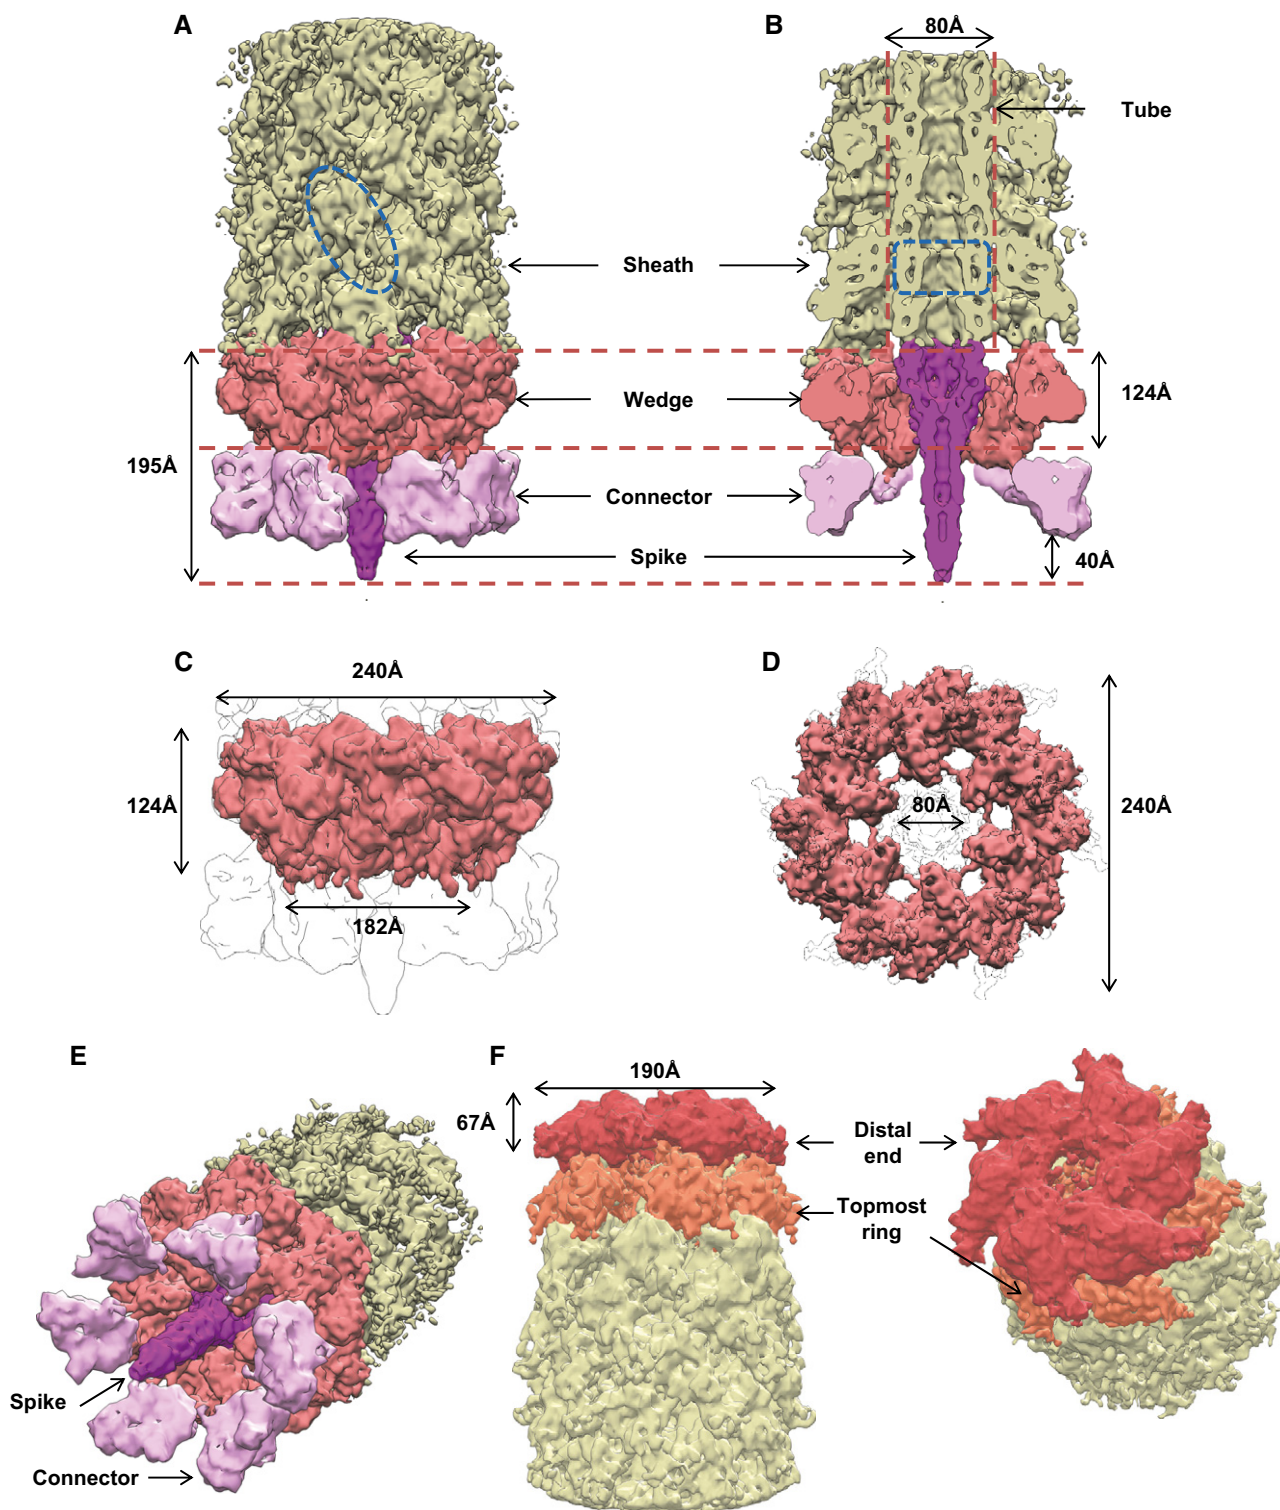 A
B
80Å
Tube
Sheath
Wedge
124Å
195Å
Connector
Spike
40Å
C
240Å
D
124Å
80Å
240Å
182Å
E
F
190Å
67Å
Distal
end
Topmost
ring
Spike
Connector